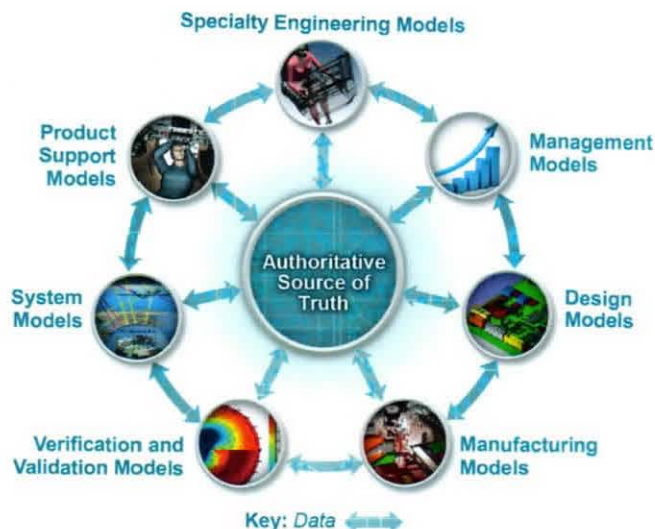 Specialty Engineering Models
Product
Support
Models
Management
Models
Authoritative
Source of
Truth
System
Models
Design
Models
Verification and
Validation Models
Manufacturing
Models
Key: Data